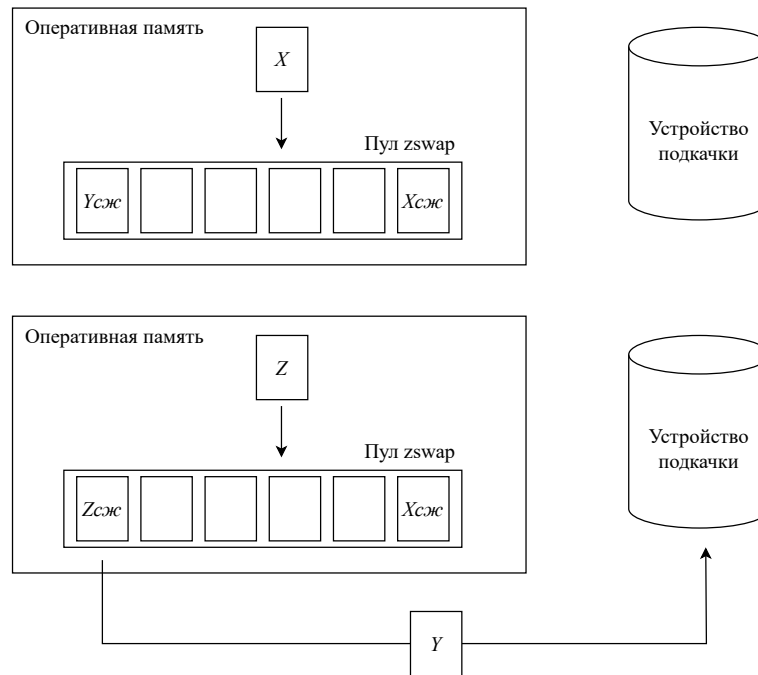 Оперативная память
X
Пул zswap
Yсж
Xсж
Устройство
подкачки
Оперативная память
Z
Пул zswap
Zсж
Xсж
Устройство
подкачки
Y